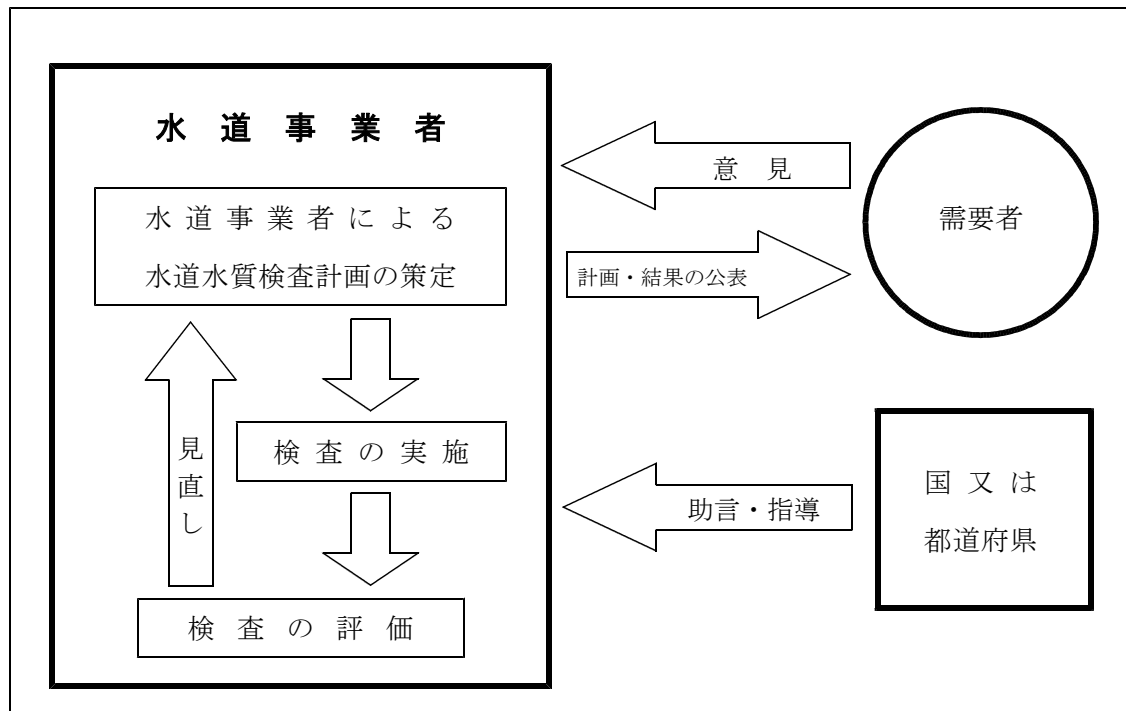 水道事業者
水道事業者による
水道水質検査計画の策定
見直し
検査の実施
検査の評価
意見
計画・結果の公表
需要者
助言・指導
国又は
都道府県